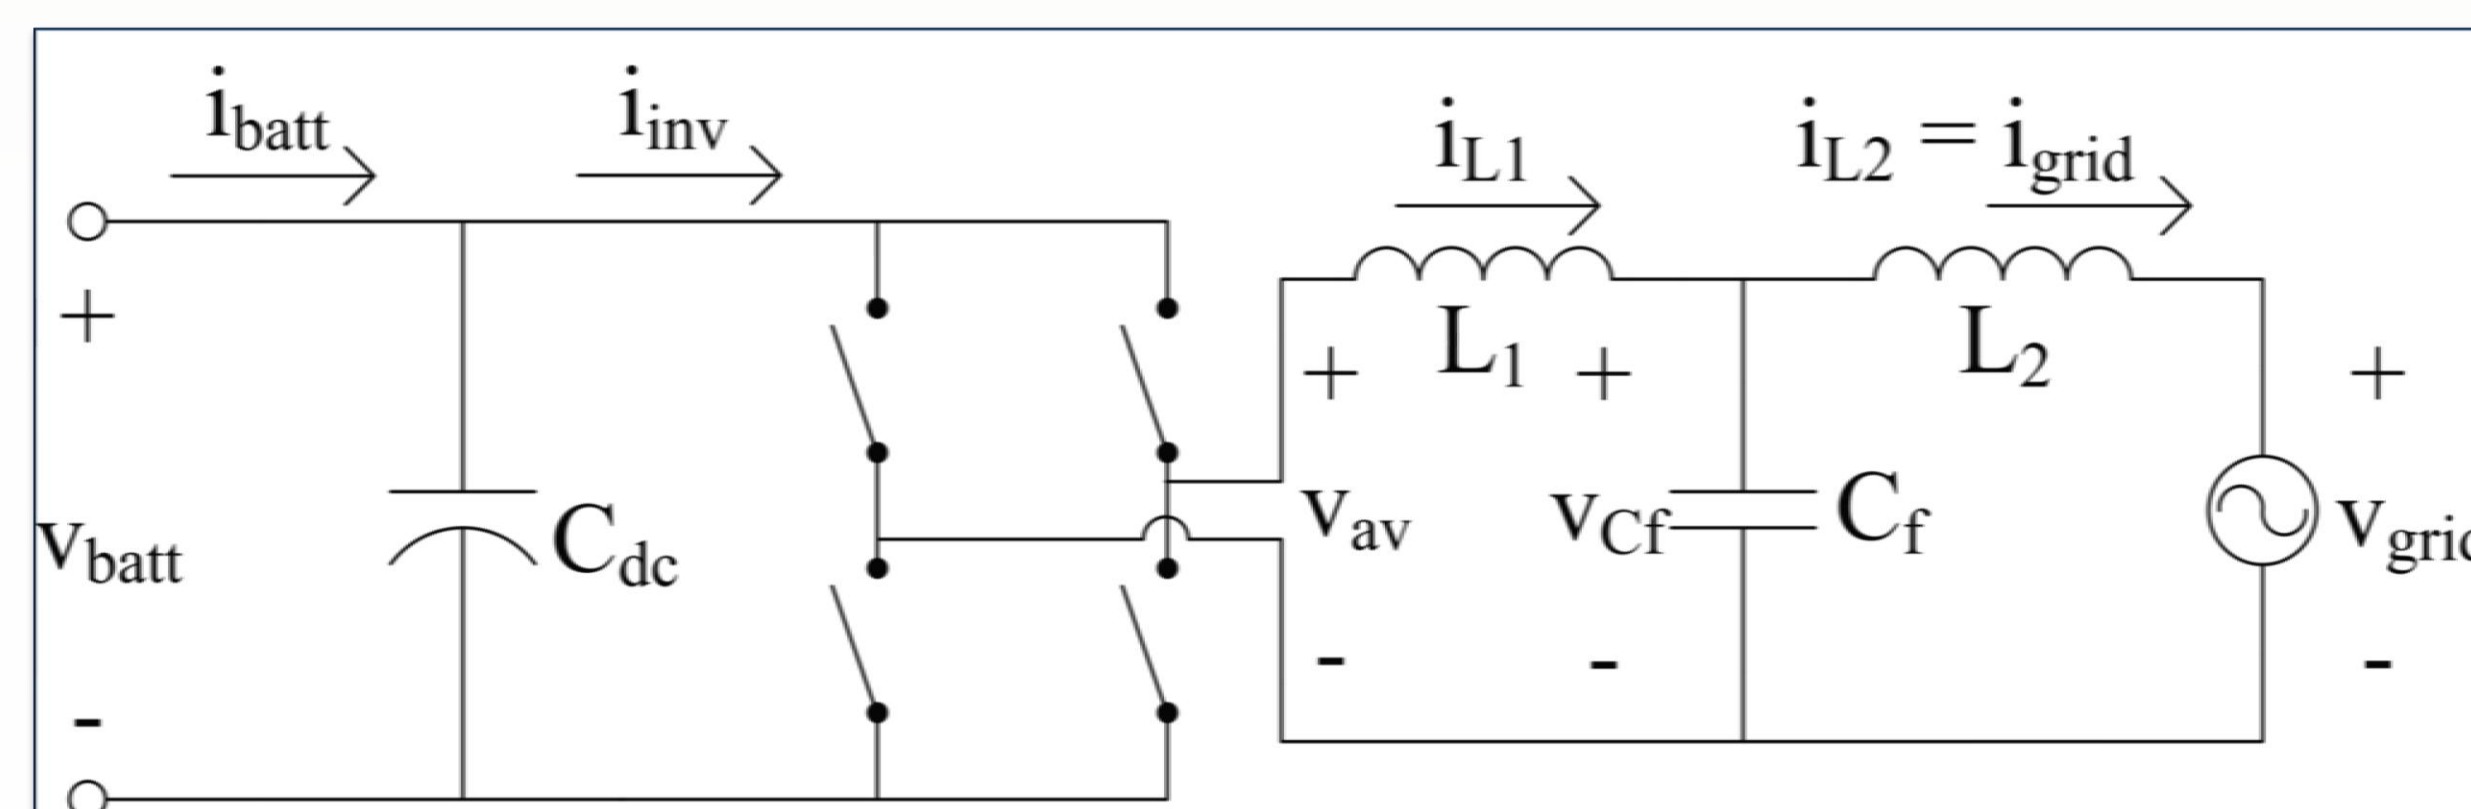 i_batt
i_inv
i_L1
i_L2 = i_grid
+
L_1
+
L_2
+
+
v_batt
C_dc
v_av
v_Cf
C_f
-
-
-
-